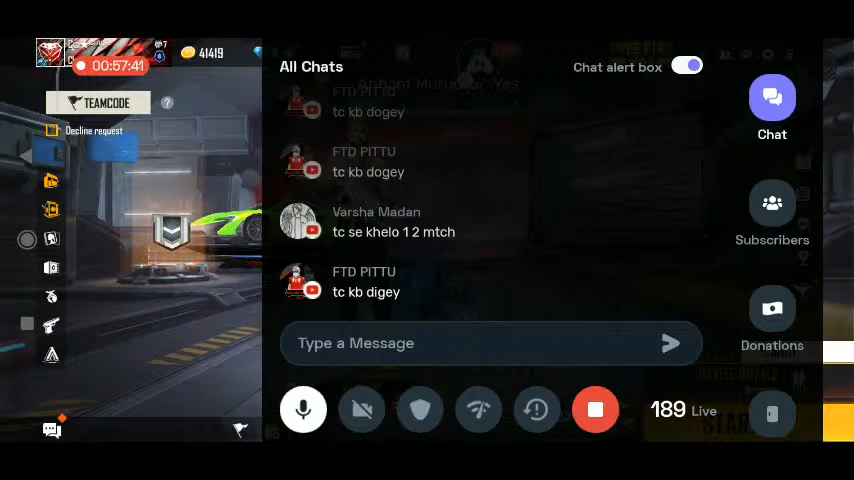 41419
00:57:41
TEAMCODE
?
Decline request
All Chats
Chat alert box
FTD PITTU
tc kb dogey
FTD PITTU
tc kb dogey
Varsha Madan
tc se khelo 1 2 mtch
FTD PITTU
tc kb digey
Type a Message
189 Live
Chat
Subscribers
Donations